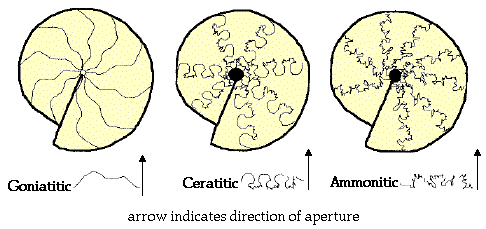 Goniatitic
Ceratitic
Ammonitic
arrow indicates direction of aperture